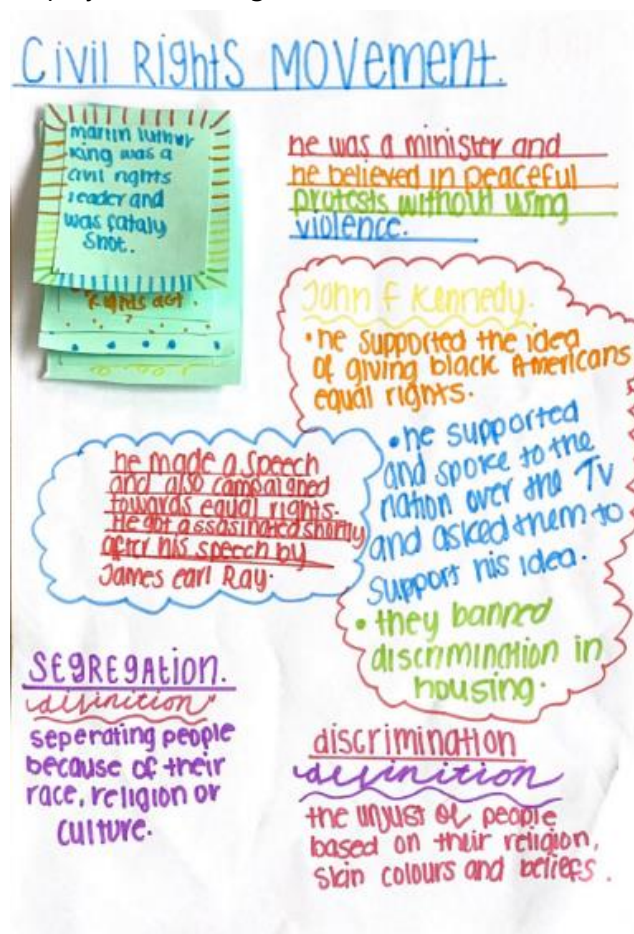 Civil Rights Movement.
martin luther
king was a
civil rights
leader and
was fataly
shot.
rights act.
he was a minister and
he believed in peaceful
protests without using
violence.
John f Kennedy.
• he supported the idea
of giving black Americans
equal rights.
• he supported
and spoke to the
nation over the TV
and asked them to
support his idea.
• they banned
discrimination in
housing.
he made a speech
and also campaigned
towards equal rights.
He got assasinated shortly
after his speech by
James earl Ray.
SEgREgATION.
definition
seperating people
because of their
race, religion or
culture.
discrimination
definition
the unjust of people
based on their religion,
skin colours and beliefs.